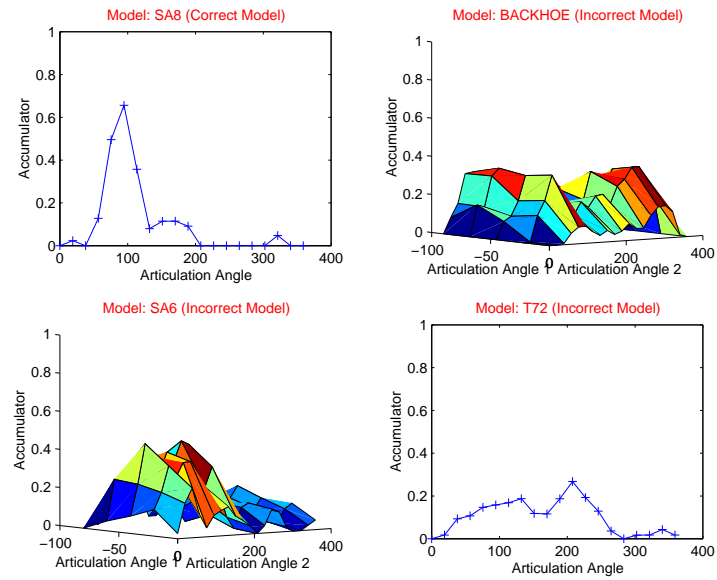 Model: SA8 (Correct Model)
1
0.8
0.6
0.4
0.2
0
Accumulator
0 100 200 300 400
Articulation Angle
Model: BACKHOE (Incorrect Model)
1
0.8
0.6
0.4
0.2
0
Accumulator
−100 −50 0
0 200 400
Articulation Angle 1
Articulation Angle 2
Model: SA6 (Incorrect Model)
1
0.8
0.6
0.4
0.2
0
Accumulator
−100 −50 0
0 200 400
Articulation Angle 1
Articulation Angle 2
Model: T72 (Incorrect Model)
1
0.8
0.6
0.4
0.2
0
Accumulator
0 100 200 300 400
Articulation Angle